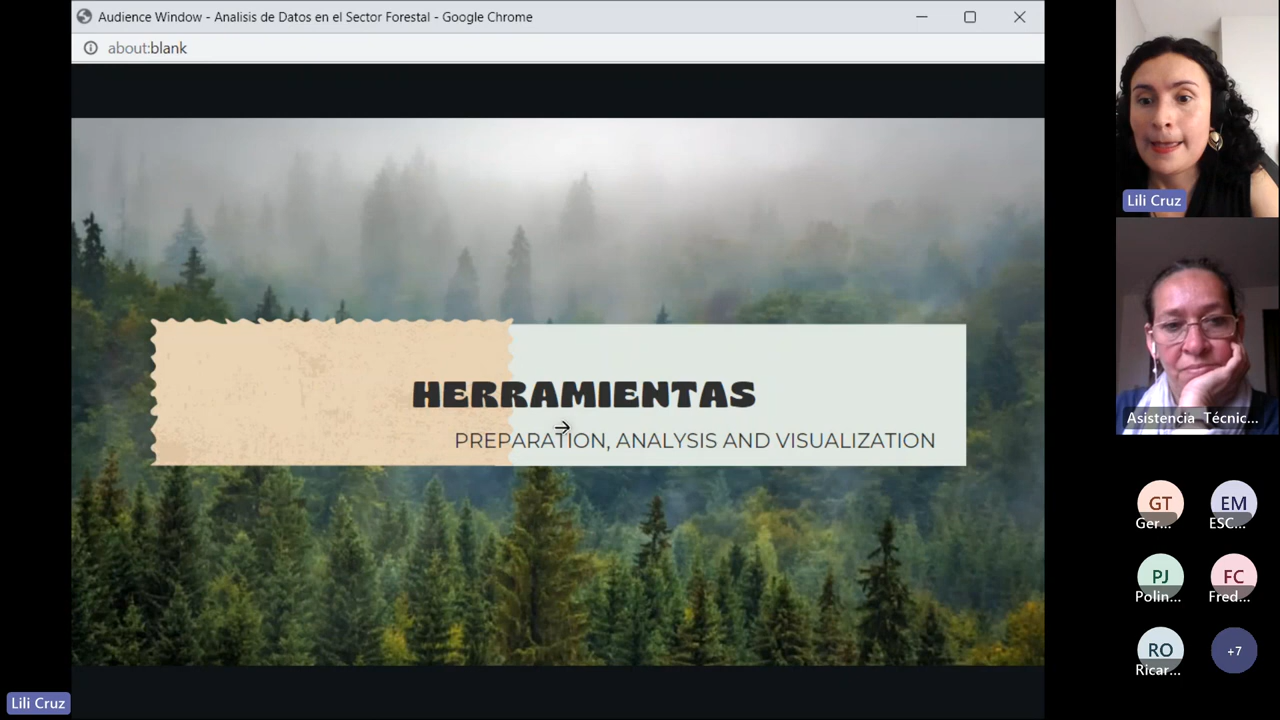 Audience Window - Analisis de Datos en el Sector Forestal - Google Chrome
about:blank
HERRAMIENTAS
PREPARATION, ANALYSIS AND VISUALIZATION
Lili Cruz
Lili Cruz
Asistencia Técnic...
GT
EM
Ger...
ESC...
PJ
FC
Polin...
Fred...
RO
+7
Ricar...